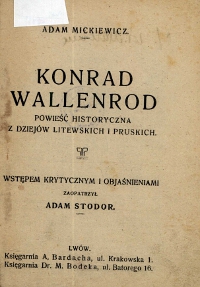 ADAM MICKIEWICZ.
KONRAD
WALLENROD
POWIEŚĆ HISTORYCZNA
Z DZIEJÓW LITEWSKICH I PRUSKICH.
WSTĘPEM KRYTYCZNYM I OBJAŚNIENIAMI
ZAOPATRZYŁ
ADAM STODOR.
LWÓW.
Księgarnia A. Bardacha, ul. Krakowska 1.
Księgarnia Dr. M. Bodeka, ul. Batorego 16.